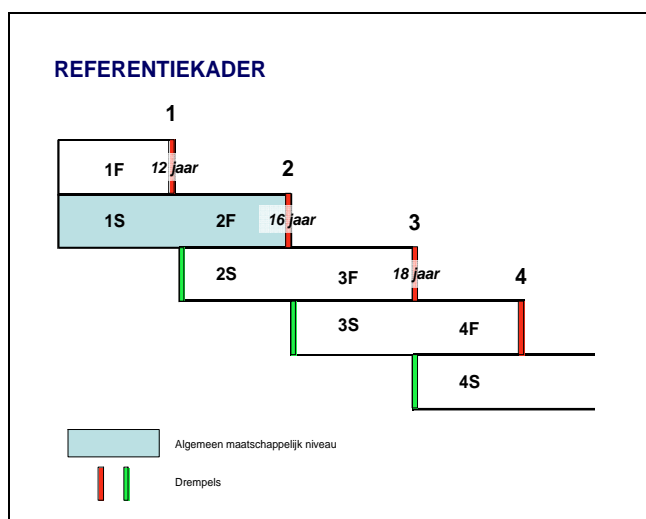 REFERENTIEKADER
1
1F 12 jaar
2
1S 2F 16 jaar
3
2S 3F 18 jaar
4
3S 4F
4S
Algemeen maatschappelijk niveau
Drempels